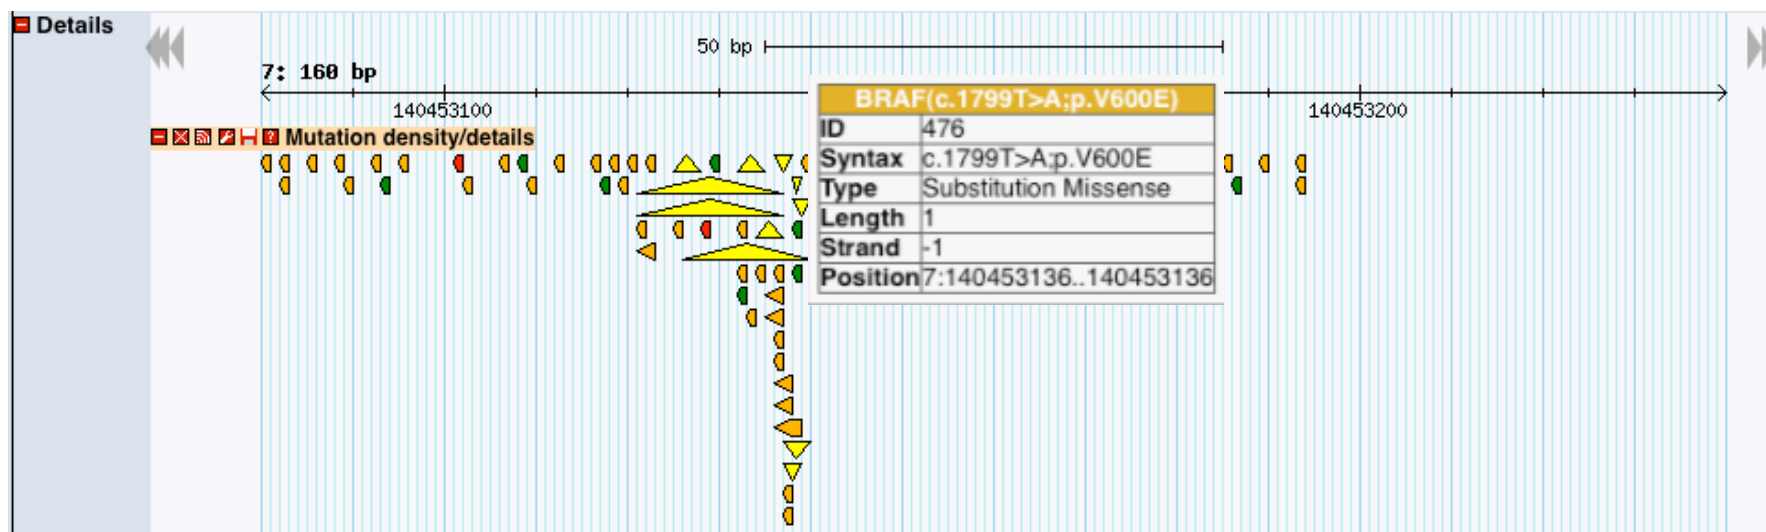 Details
50 bp
7: 160 bp
140453100
140453200
Mutation density/details
BRAF(c.1799T>A;p.V600E)
ID 476
Syntax c.1799T>A;p.V600E
Type Substitution Missense
Length 1
Strand -1
Position 7:140453136..140453136